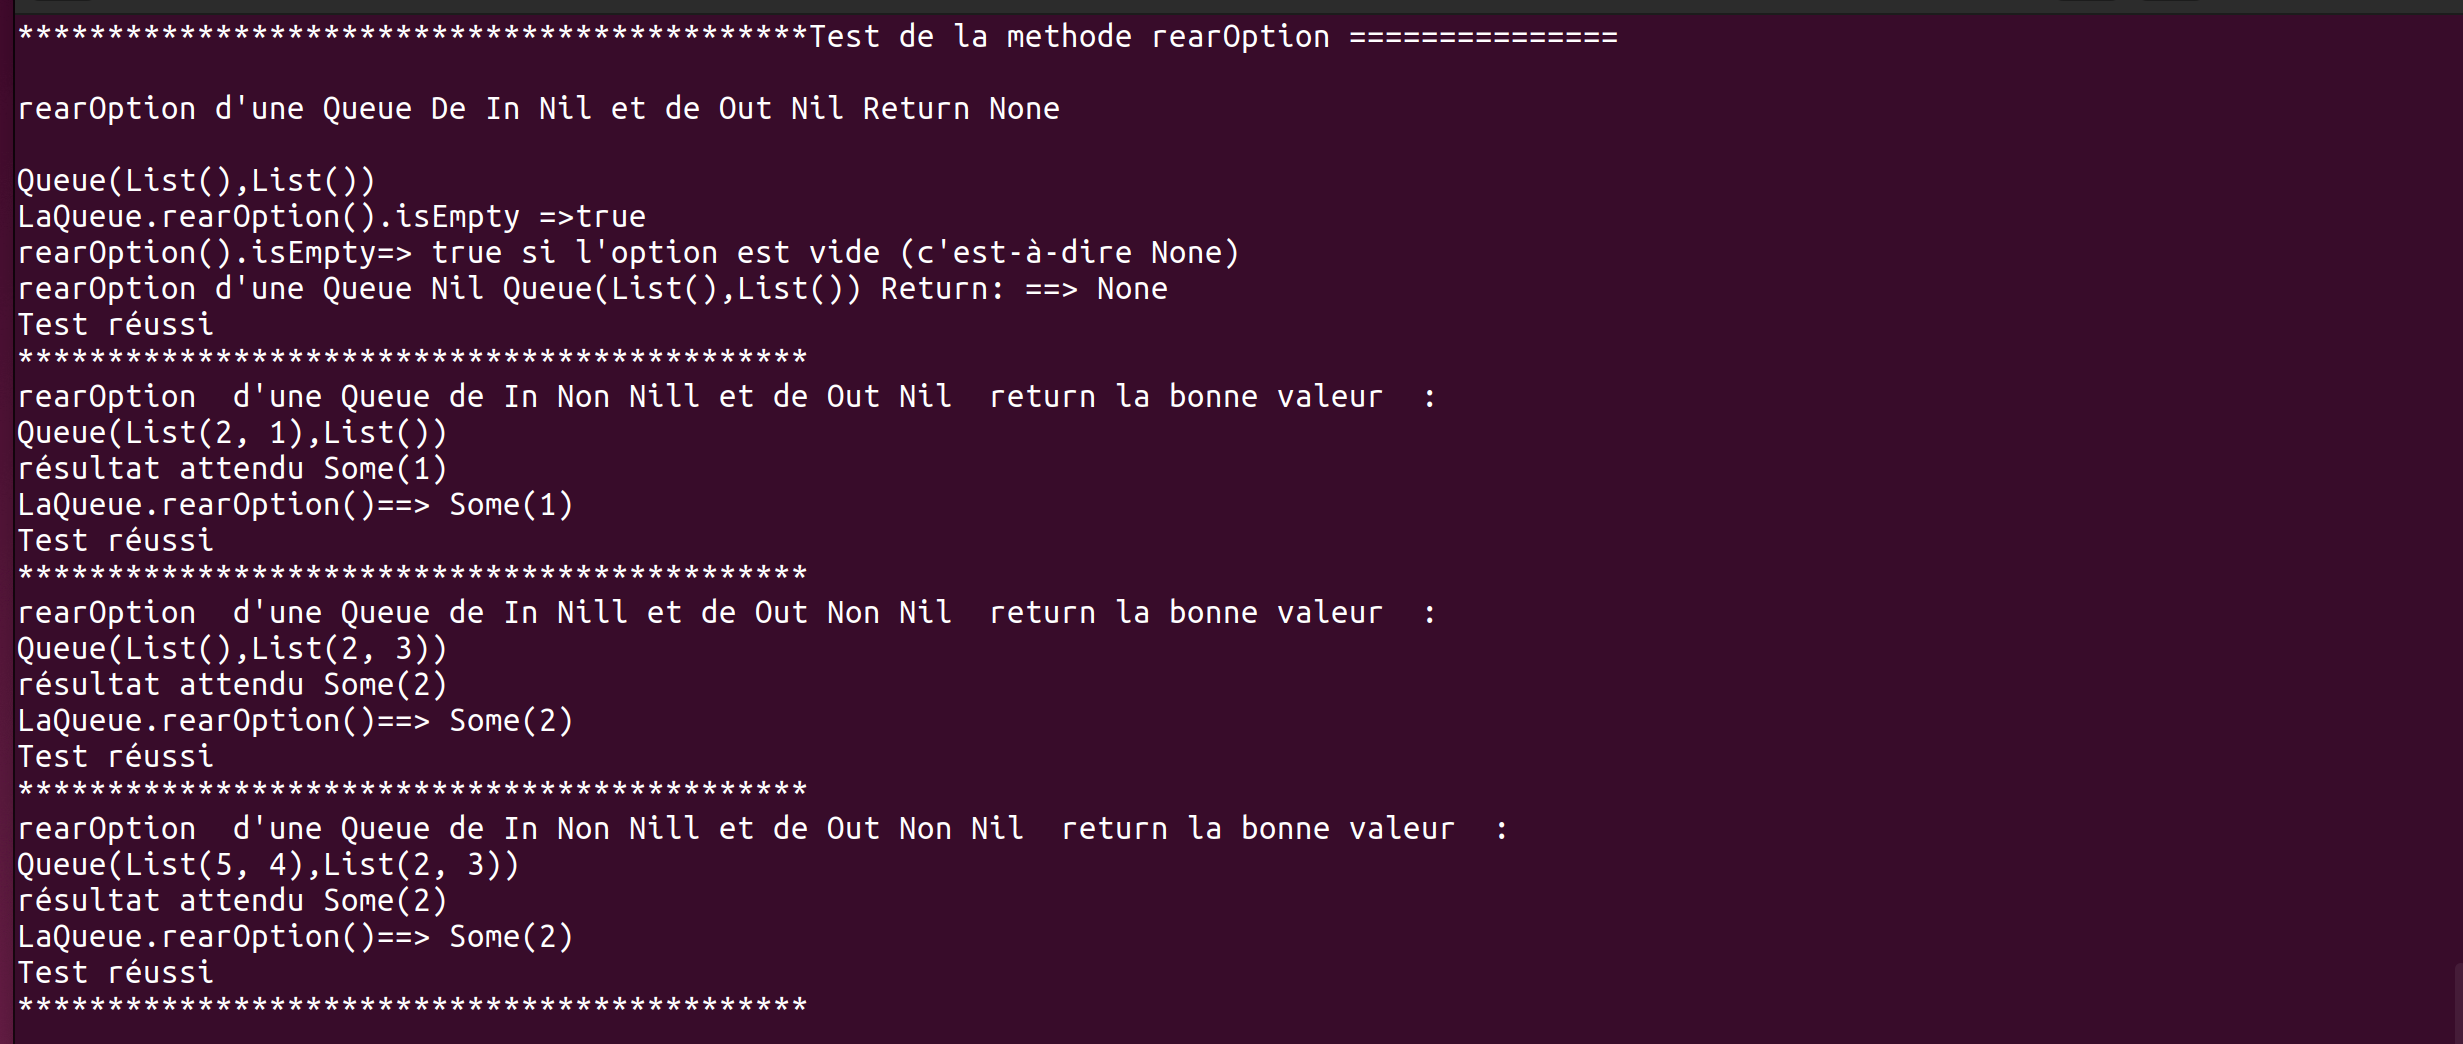 ********************************************Test de la methode rearOption ===============
rearOption d'une Queue De In Nil et de Out Nil Return None
Queue(List(),List())
LaQueue.rearOption().isEmpty =>true
rearOption().isEmpty=> true si l'option est vide (c'est-à-dire None)
rearOption d'une Queue Nil Queue(List(),List()) Return: ==> None
Test réussi
********************************************
rearOption  d'une Queue de In Non Nill et de Out Nil  return la bonne valeur  :
Queue(List(2, 1),List())
résultat attendu Some(1)
LaQueue.rearOption()==> Some(1)
Test réussi
********************************************
rearOption  d'une Queue de In Nill et de Out Non Nil  return la bonne valeur  :
Queue(List(),List(2, 3))
résultat attendu Some(2)
LaQueue.rearOption()==> Some(2)
Test réussi
********************************************
rearOption  d'une Queue de In Non Nill et de Out Non Nil  return la bonne valeur  :
Queue(List(5, 4),List(2, 3))
résultat attendu Some(2)
LaQueue.rearOption()==> Some(2)
Test réussi
********************************************